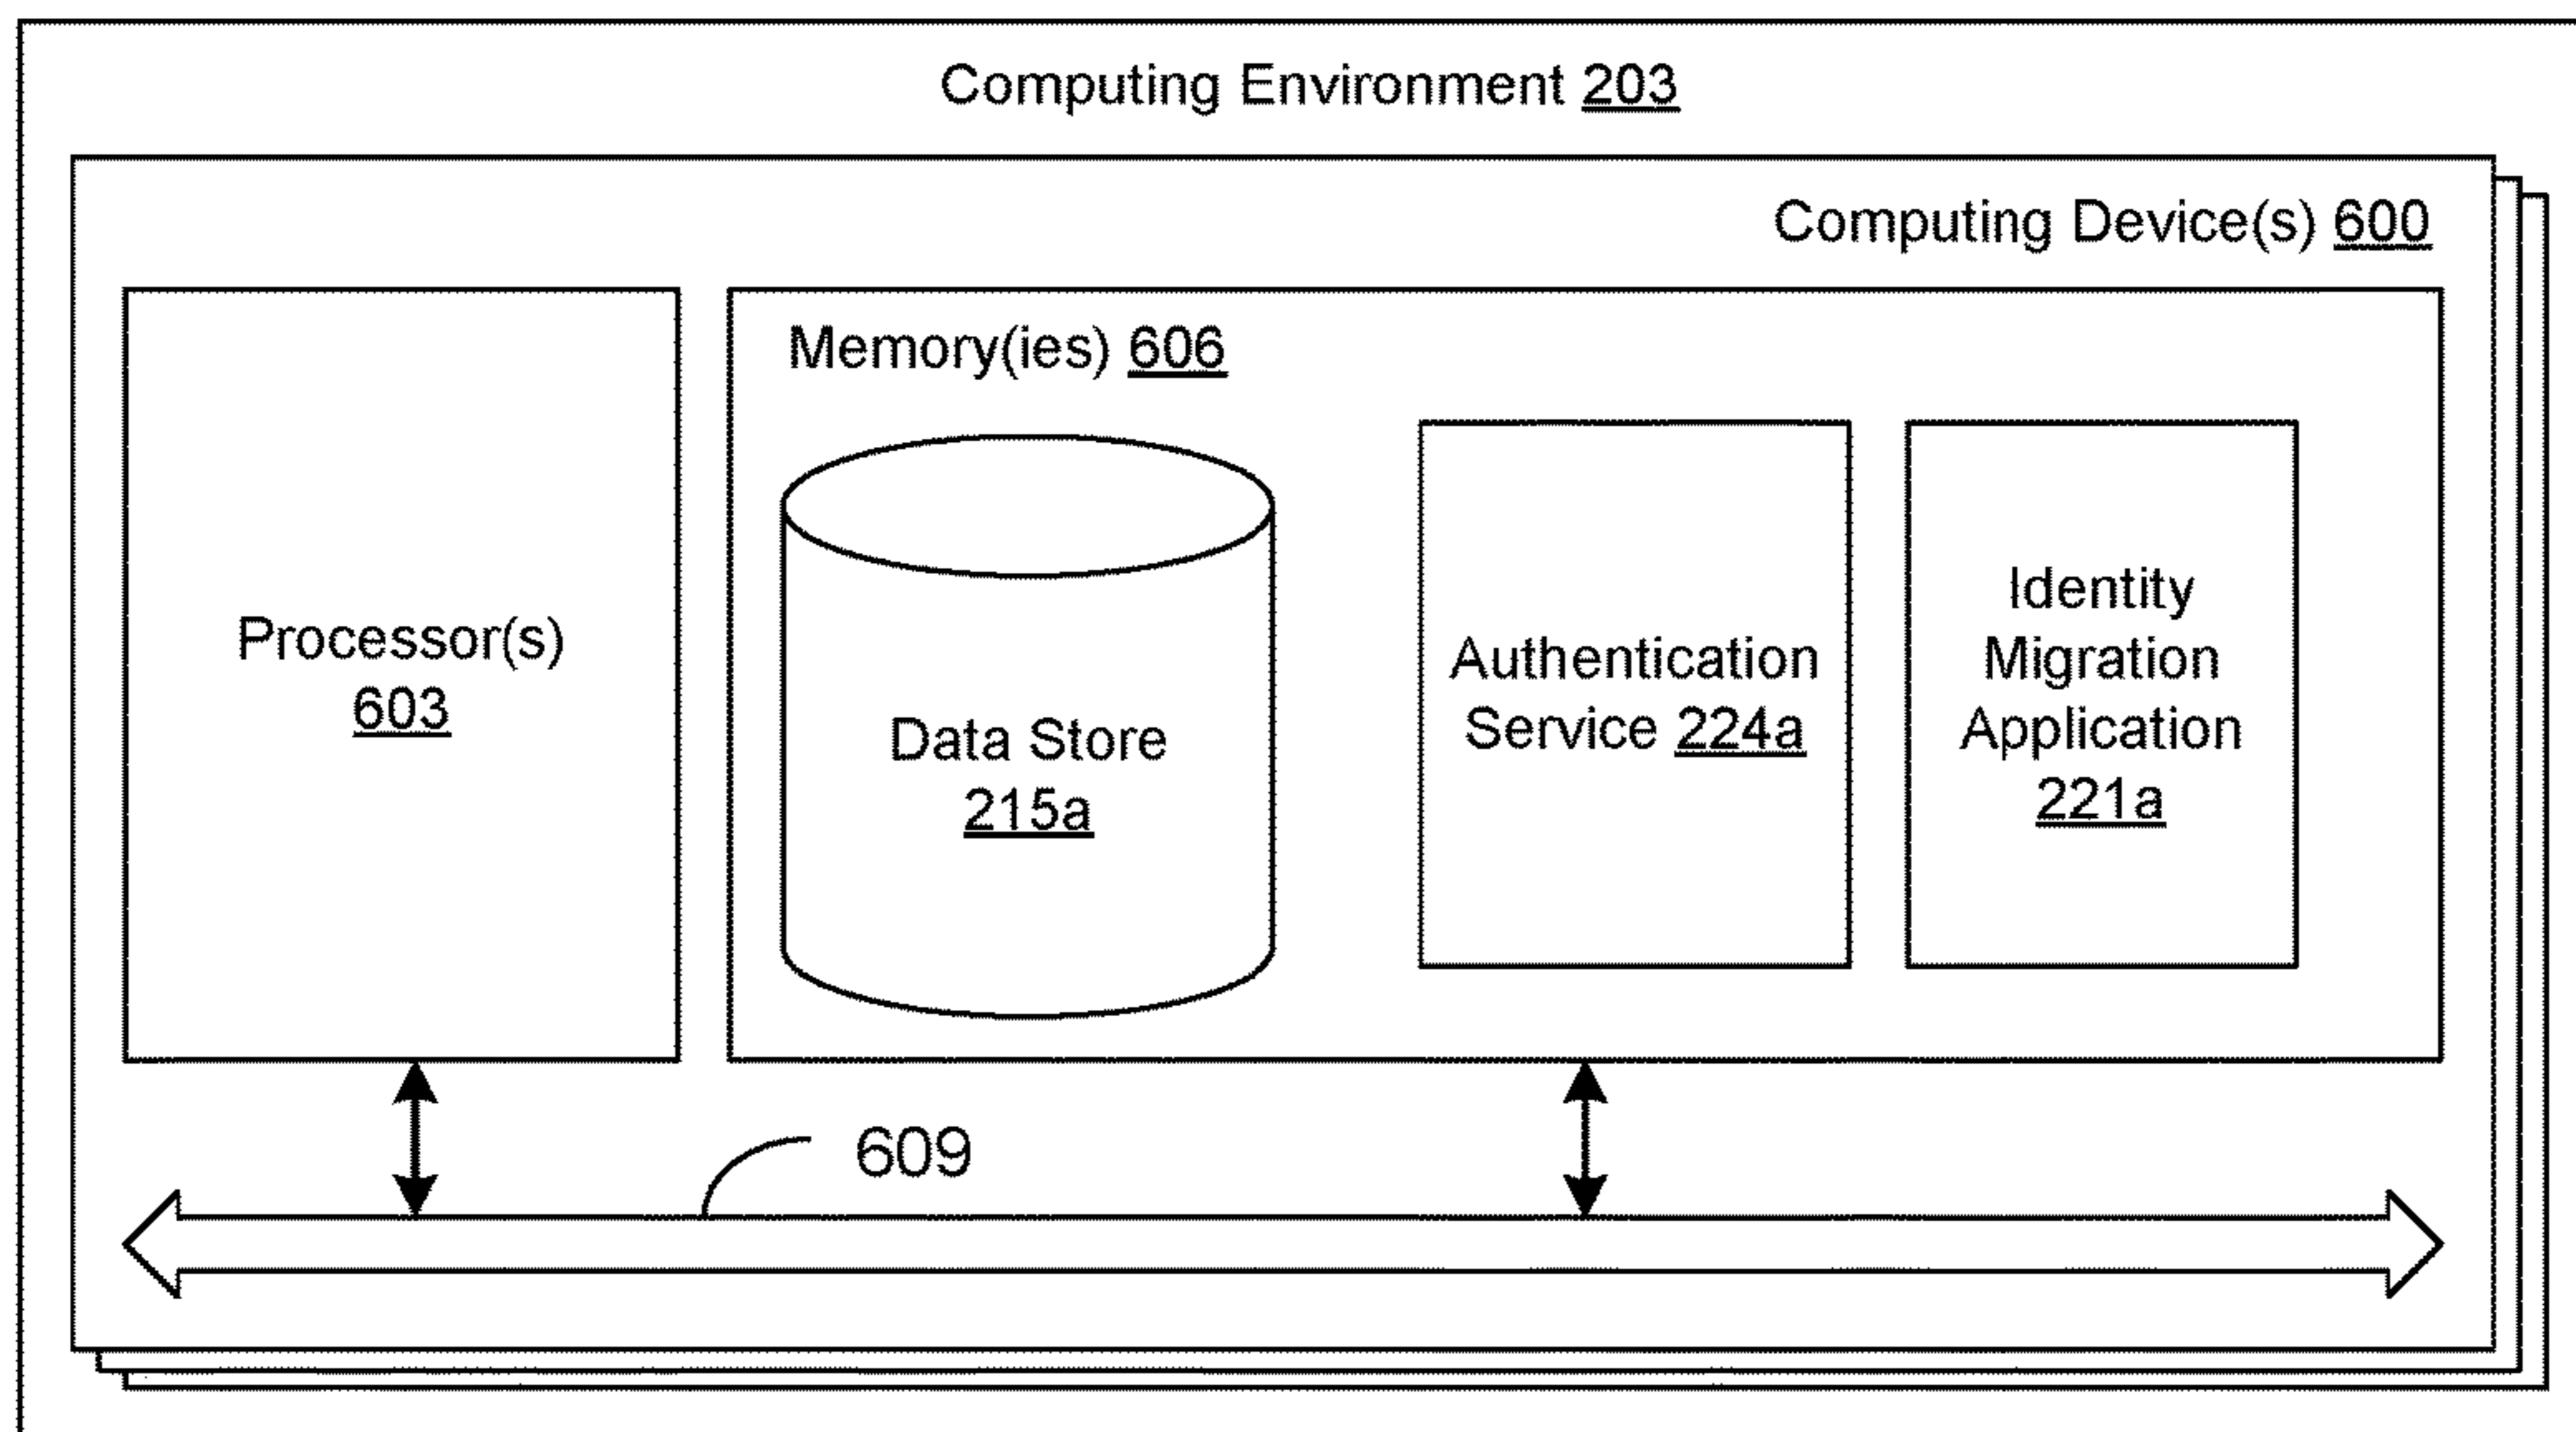 Computing Environment 203
Computing Device(s) 600
Memory(ies) 606
Processor(s)
603
Data Store
215a
Authentication
Service 224a
Identity
Migration
Application
221a
609